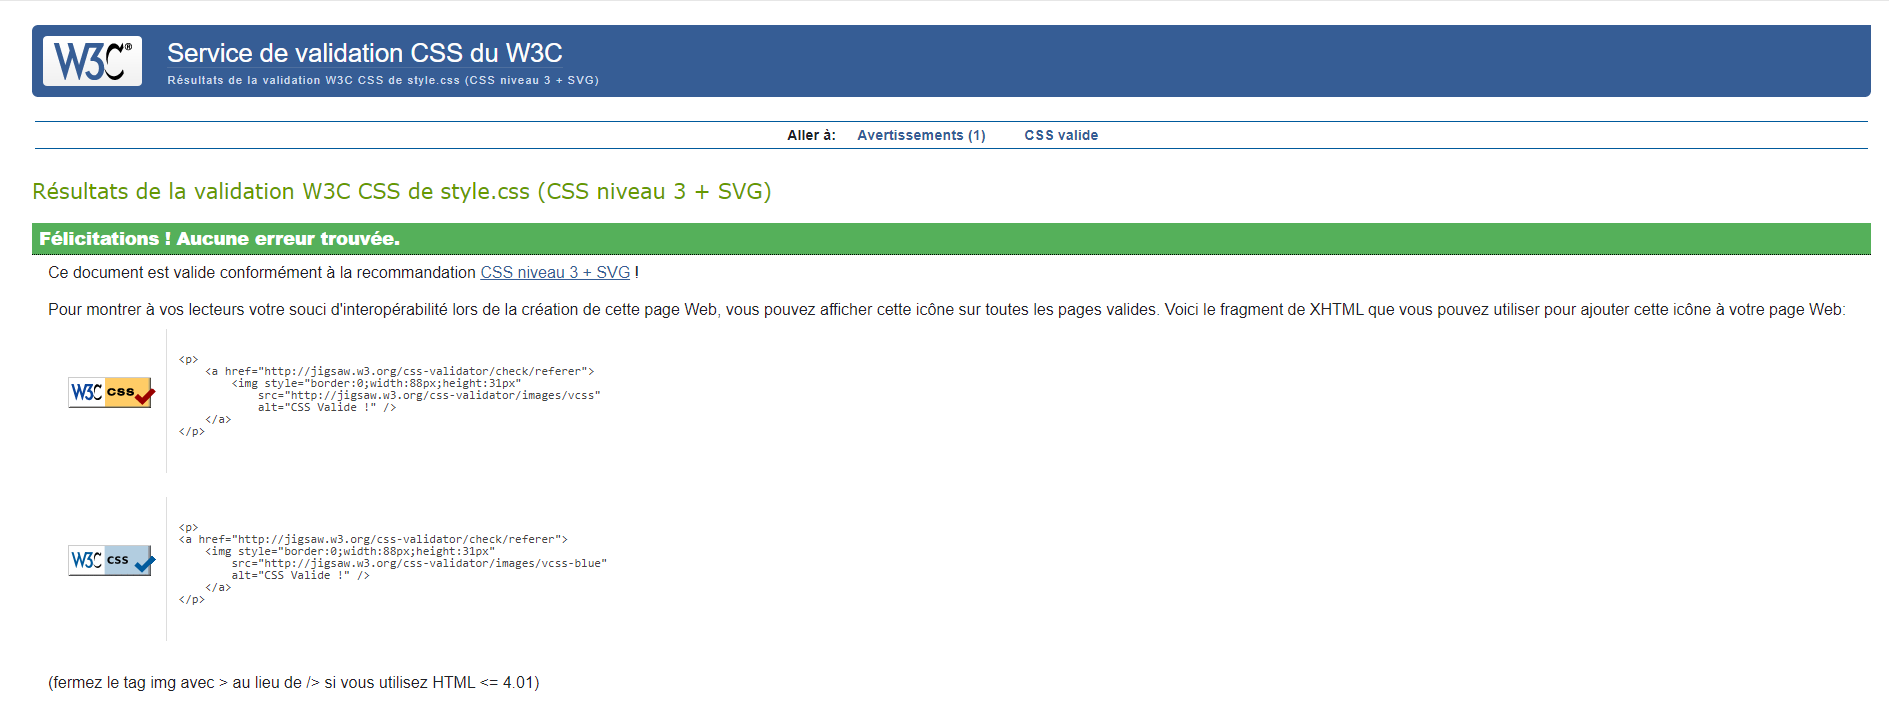 W3C®
Service de validation CSS du W3C
Résultats de la validation W3C CSS de style.css (CSS niveau 3 + SVG)
Aller à: Avertissements (1) CSS valide
Résultats de la validation W3C CSS de style.css (CSS niveau 3 + SVG)
Félicitations ! Aucune erreur trouvée.
Ce document est valide conformément à la recommandation CSS niveau 3 + SVG !
Pour montrer à vos lecteurs votre souci d'interopérabilité lors de la création de cette page Web, vous pouvez afficher cette icône sur toutes les pages valides. Voici le fragment de XHTML que vous pouvez utiliser pour ajouter cette icône à votre page Web:
W3C css
<p>
<a href="http://jigsaw.w3.org/css-validator/check/referer">
<img style="border:0;width:88px;height:31px"
src="http://jigsaw.w3.org/css-validator/images/vcss"
alt="CSS Valide !" />
</a>
</p>
W3C css
<p>
<a href="http://jigsaw.w3.org/css-validator/check/referer">
<img style="border:0;width:88px;height:31px"
src="http://jigsaw.w3.org/css-validator/images/vcss-blue"
alt="CSS Valide !" />
</a>
</p>
(fermez le tag img avec > au lieu de /> si vous utilisez HTML <= 4.01)